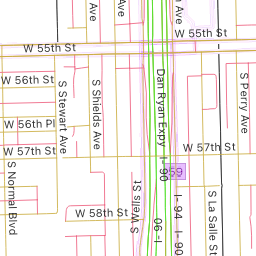 Ave
Ave
n Ave
W 55th St
W 55th St
W 56th St
S Stewart Ave
S Shields Ave
Dan Ryan Expy
S Perry Ave
W 56th Pl
W 57th St
W 57th St
I- 90
59
S Normal Blvd
S Wells St
W 58th St
I- 94
I- 90
I- 90
S La Salle St